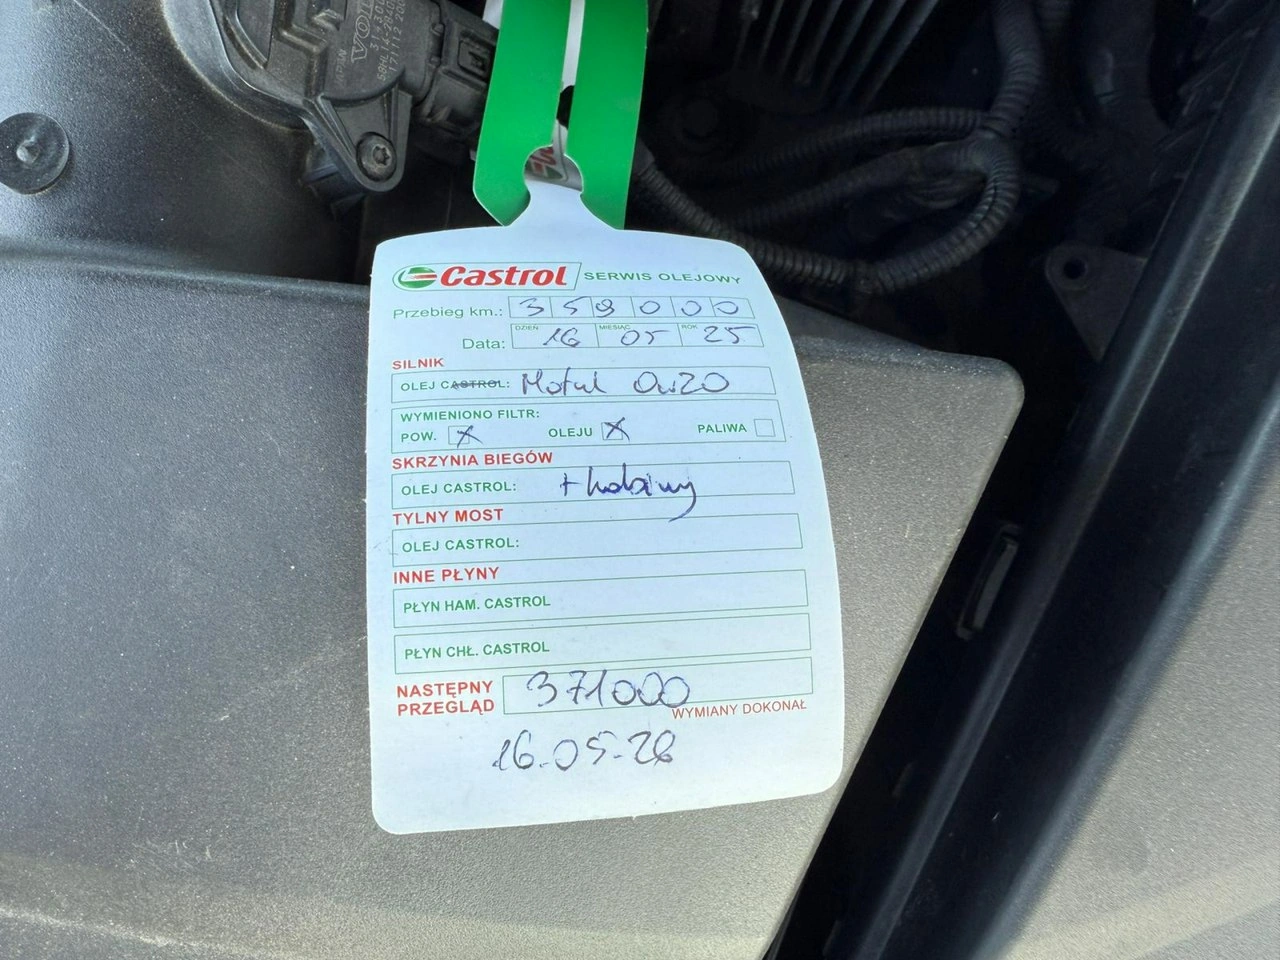 Castrol SERWIS OLEJOWY
Przebieg km.: 359000
DZIEŃ MIESIĄC ROK
Data: 16 05 25
SILNIK
OLEJ CASTROL: Motul 0w20
WYMIENIONO FILTR:
POW. X OLEJU X PALIWA
SKRZYNIA BIEGÓW
OLEJ CASTROL: + kabinowy
TYLNY MOST
OLEJ CASTROL:
INNE PŁYNY
PŁYN HAM. CASTROL
PŁYN CHŁ. CASTROL
NASTĘPNY PRZEGLĄD 371000
WYMIANY DOKONAŁ
16.05.26